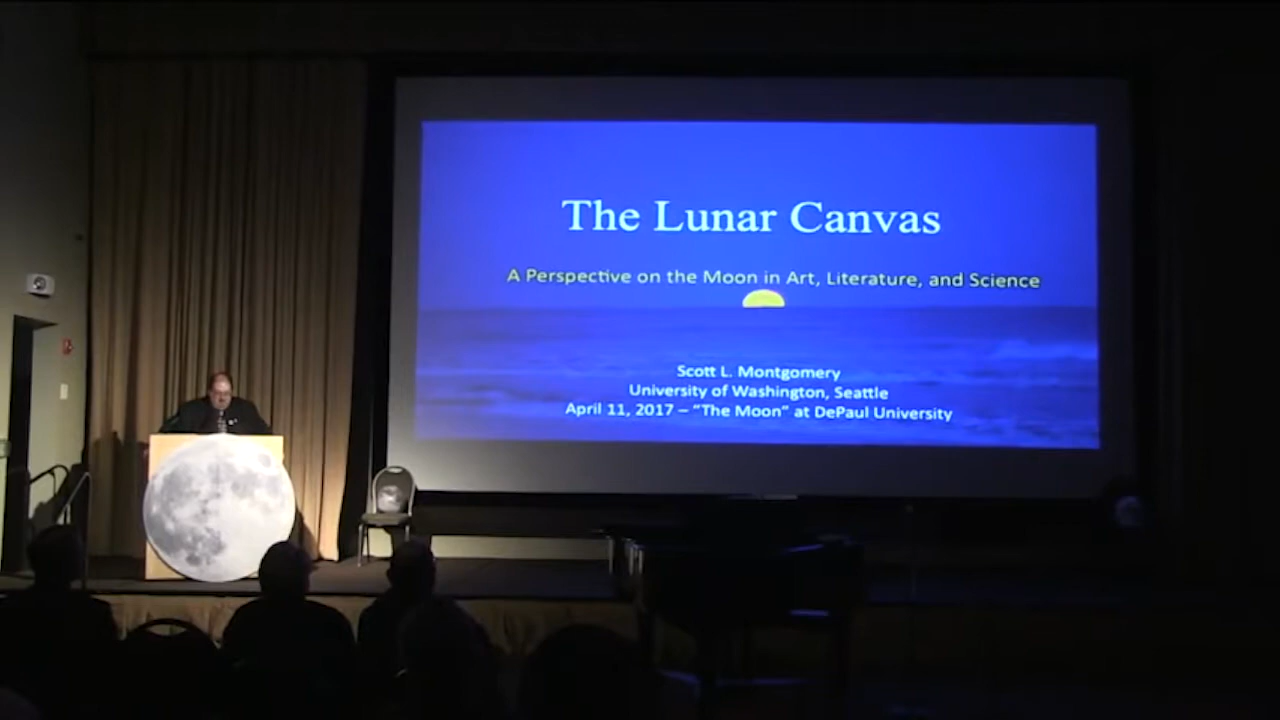 The Lunar Canvas
A Perspective on the Moon in Art, Literature, and Science
Scott L. Montgomery
University of Washington, Seattle
April 11, 2017 – "The Moon" at DePaul University